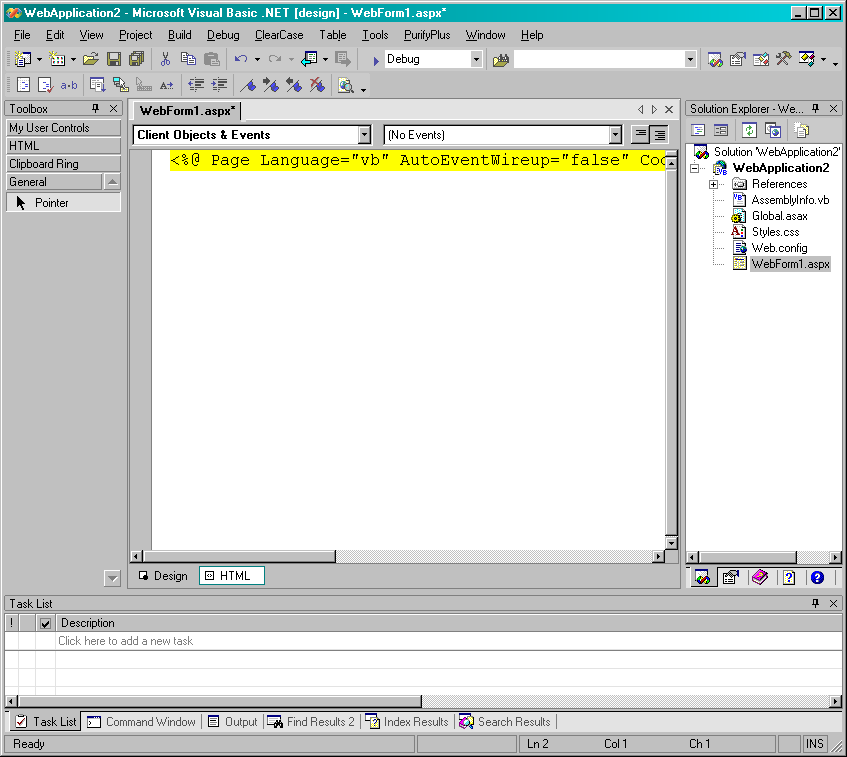 WebApplication2 - Microsoft Visual Basic .NET [design] - WebForm1.aspx*
File Edit View Project Build Debug ClearCase Table Tools PurifyPlus Window Help
Debug
a·b
Toolbox
My User Controls
HTML
Clipboard Ring
General
Pointer
WebForm1.aspx*
Client Objects & Events (No Events)
<%@ Page Language="vb" AutoEventWireup="false" Cod
Design HTML
Solution Explorer - We...
Solution 'WebApplication2'
WebApplication2
References
AssemblyInfo.vb
Global.asax
Styles.css
Web.config
WebForm1.aspx
Task List
! Description
Click here to add a new task
Task List Command Window Output Find Results 2 Index Results Search Results
Ready Ln 2 Col 1 Ch 1 INS